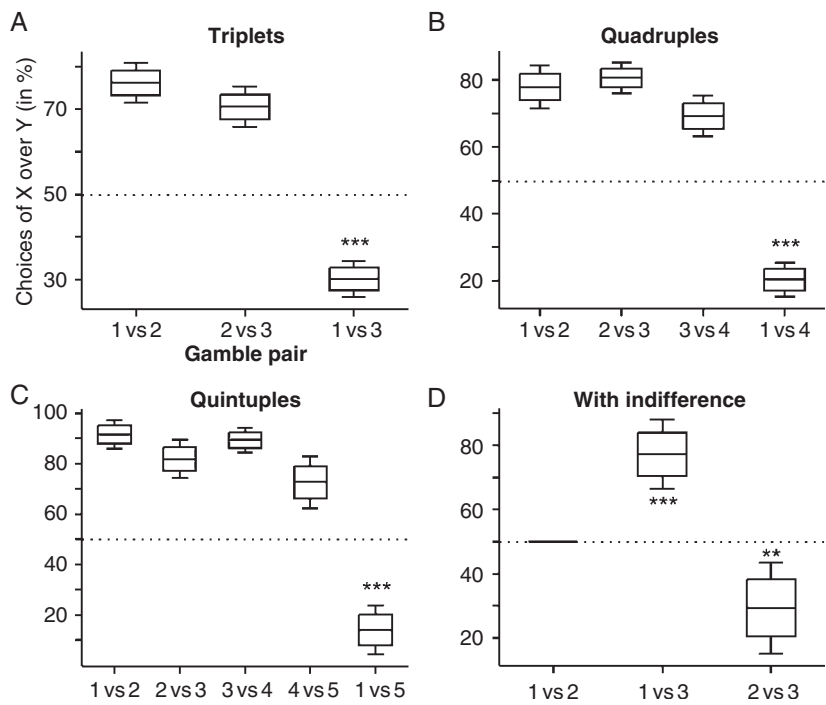 A
Triplets
Choices of X over Y (in %)
70
50
30
***
1 vs 2 2 vs 3 1 vs 3
Gamble pair
B
Quadruples
80
60
40
20
***
1 vs 2 2 vs 3 3 vs 4 1 vs 4
C
Quintuples
100
80
60
40
20
***
1 vs 2 2 vs 3 3 vs 4 4 vs 5 1 vs 5
D
With indifference
80
60
40
20
***
**
1 vs 2 1 vs 3 2 vs 3